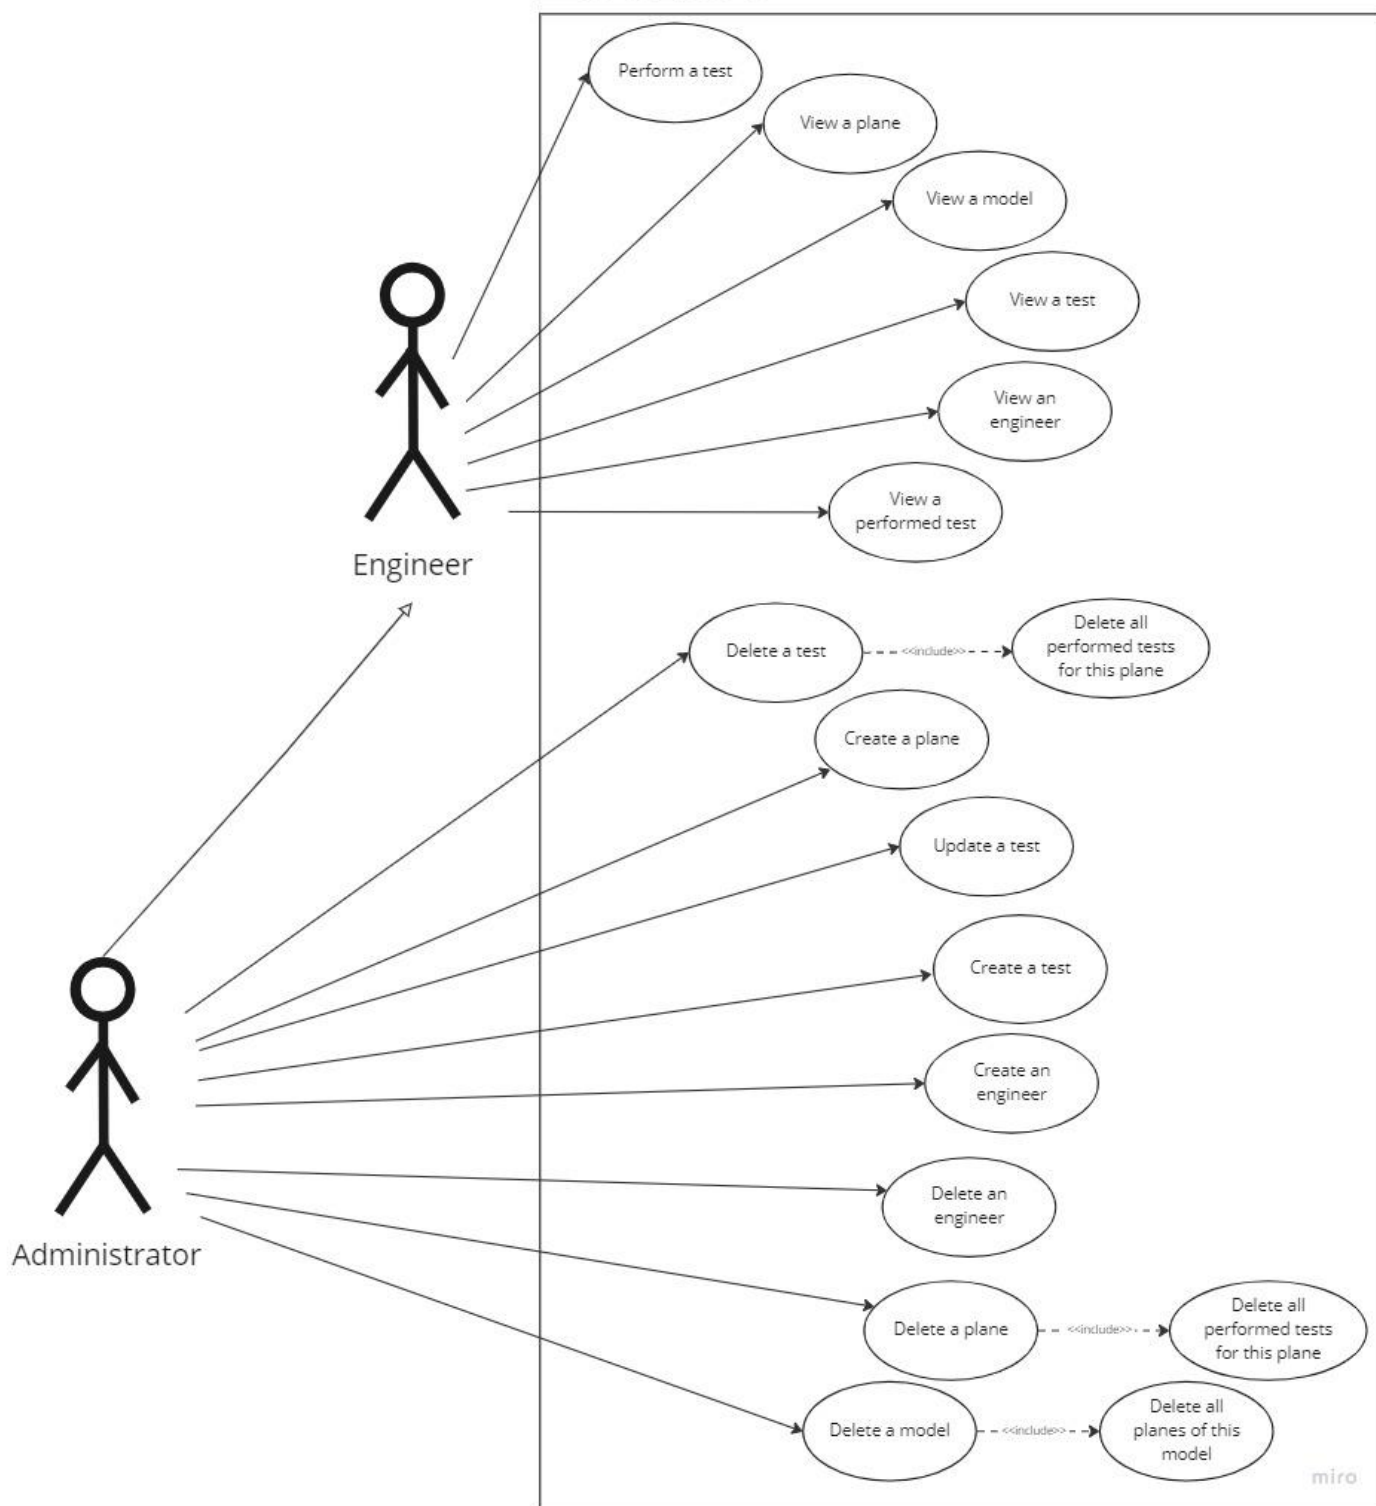 Perform a test
View a plane
View a model
View a test
View an
engineer
View a
performed test
Engineer
Delete a test
<<include>>
Delete all
performed tests
for this plane
Create a plane
Update a test
Create a test
Create an
engineer
Delete an
engineer
Administrator
Delete a plane
<<include>>
Delete all
performed tests
for this plane
Delete a model
<<include>>
Delete all
planes of this
model
miro